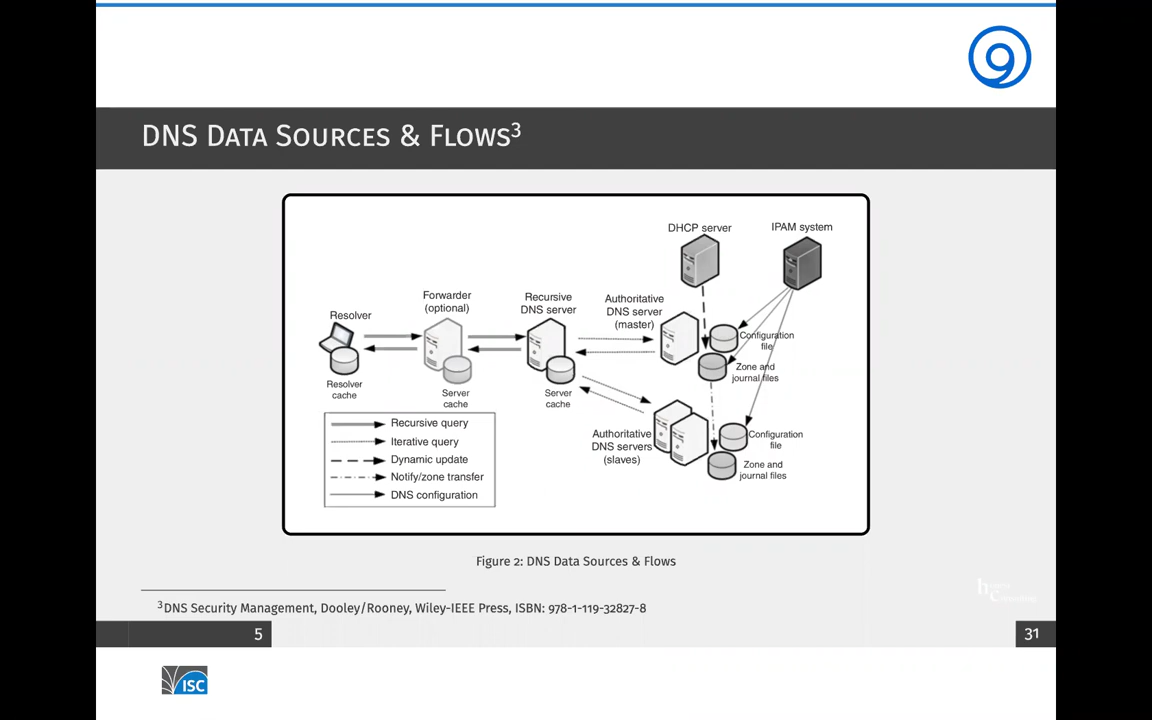 DNS Data Sources & Flows3
DHCP server
IPAM system
Resolver
Forwarder
(optional)
Recursive
DNS server
Authoritative
DNS server
(master)
Configuration
file
Zone and
journal files
Resolver
cache
Server
cache
Server
cache
Authoritative
DNS servers
(slaves)
Configuration
file
Zone and
journal files
Recursive query
Iterative query
Dynamic update
Notify/zone transfer
DNS configuration
Figure 2: DNS Data Sources & Flows
3DNS Security Management, Dooley/Rooney, Wiley-IEEE Press, ISBN: 978-1-119-32827-8
5
31
ISC